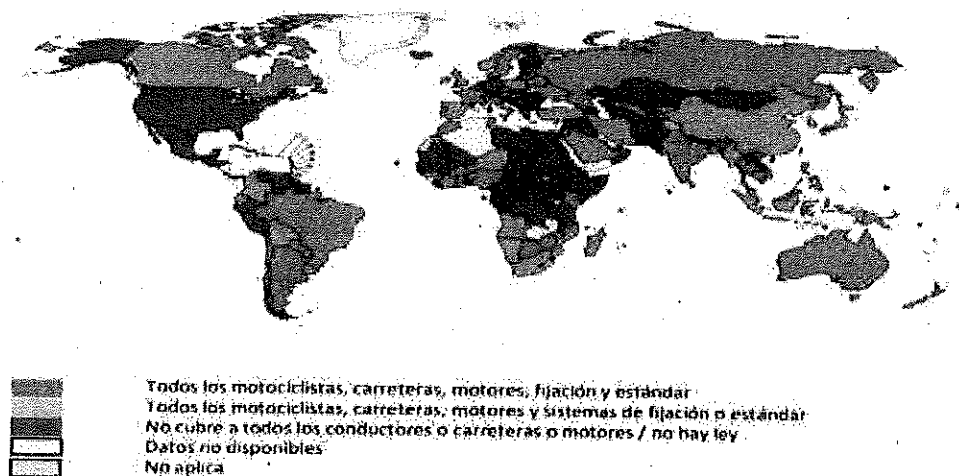 Todos los motociclistas, carreteras, motores, fijación y estándar
Todos los motociclistas, carreteras, motores y sistemas de fijación o estándar
No cubre a todos los conductores o carreteras o motores / no hay ley
Datos no disponibles
No aplica